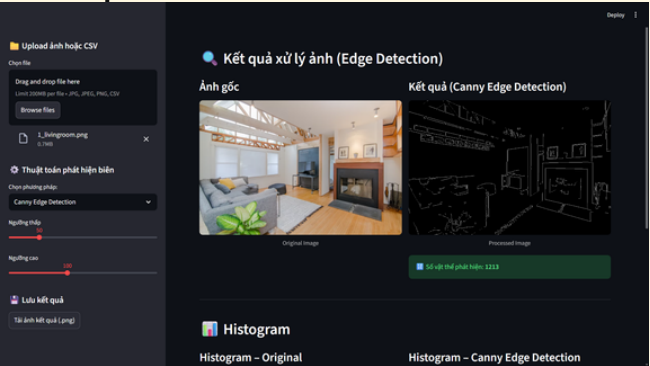 Deploy
Upload ảnh hoặc CSV
Chọn file
Drag and drop file here
Limit 200MB per file • JPG, JPEG, PNG, CSV
Browse files
1_livingroom.png
0.7MB
Thuật toán phát hiện biên
Chọn phương pháp:
Canny Edge Detection
Ngưỡng thấp
50
Ngưỡng cao
100
Lưu kết quả
Tải ảnh kết quả (.png)
Kết quả xử lý ảnh (Edge Detection)
Ảnh gốc
Kết quả (Canny Edge Detection)
Original Image
Processed Image
Số vật thể phát hiện: 1213
Histogram
Histogram – Original
Histogram – Canny Edge Detection